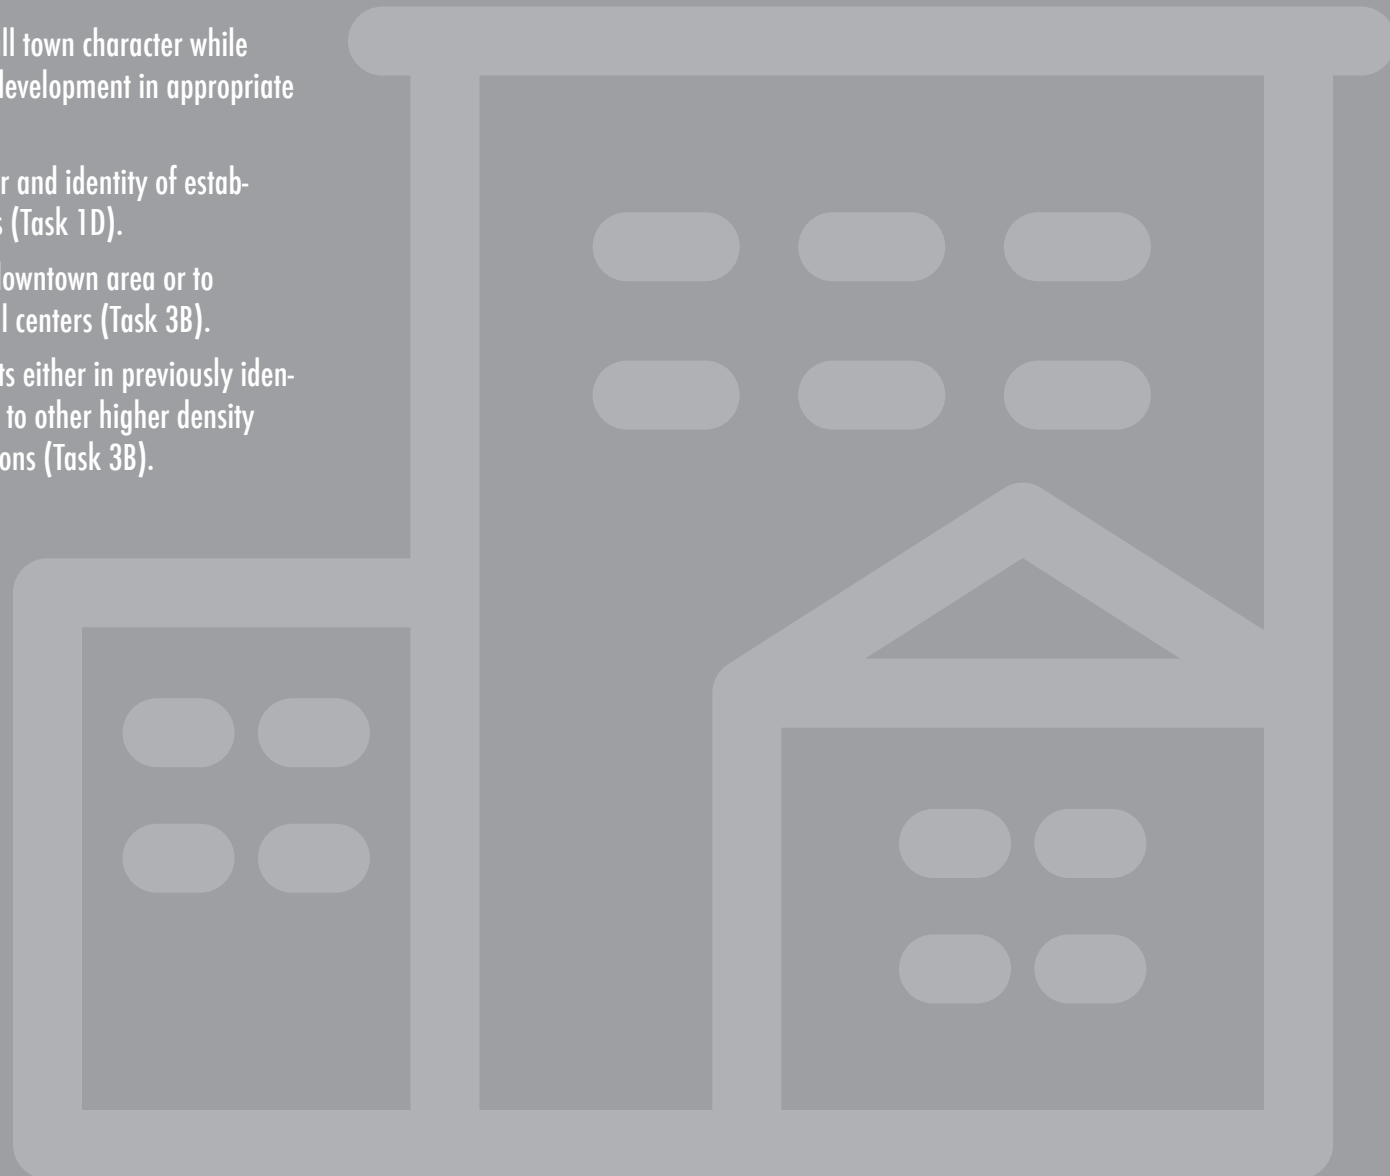 ll town character while
development in appropriate
r and identity of estab-
s (Task 1D).
downtown area or to
l centers (Task 3B).
ts either in previously iden-
to other higher density
ons (Task 3B).